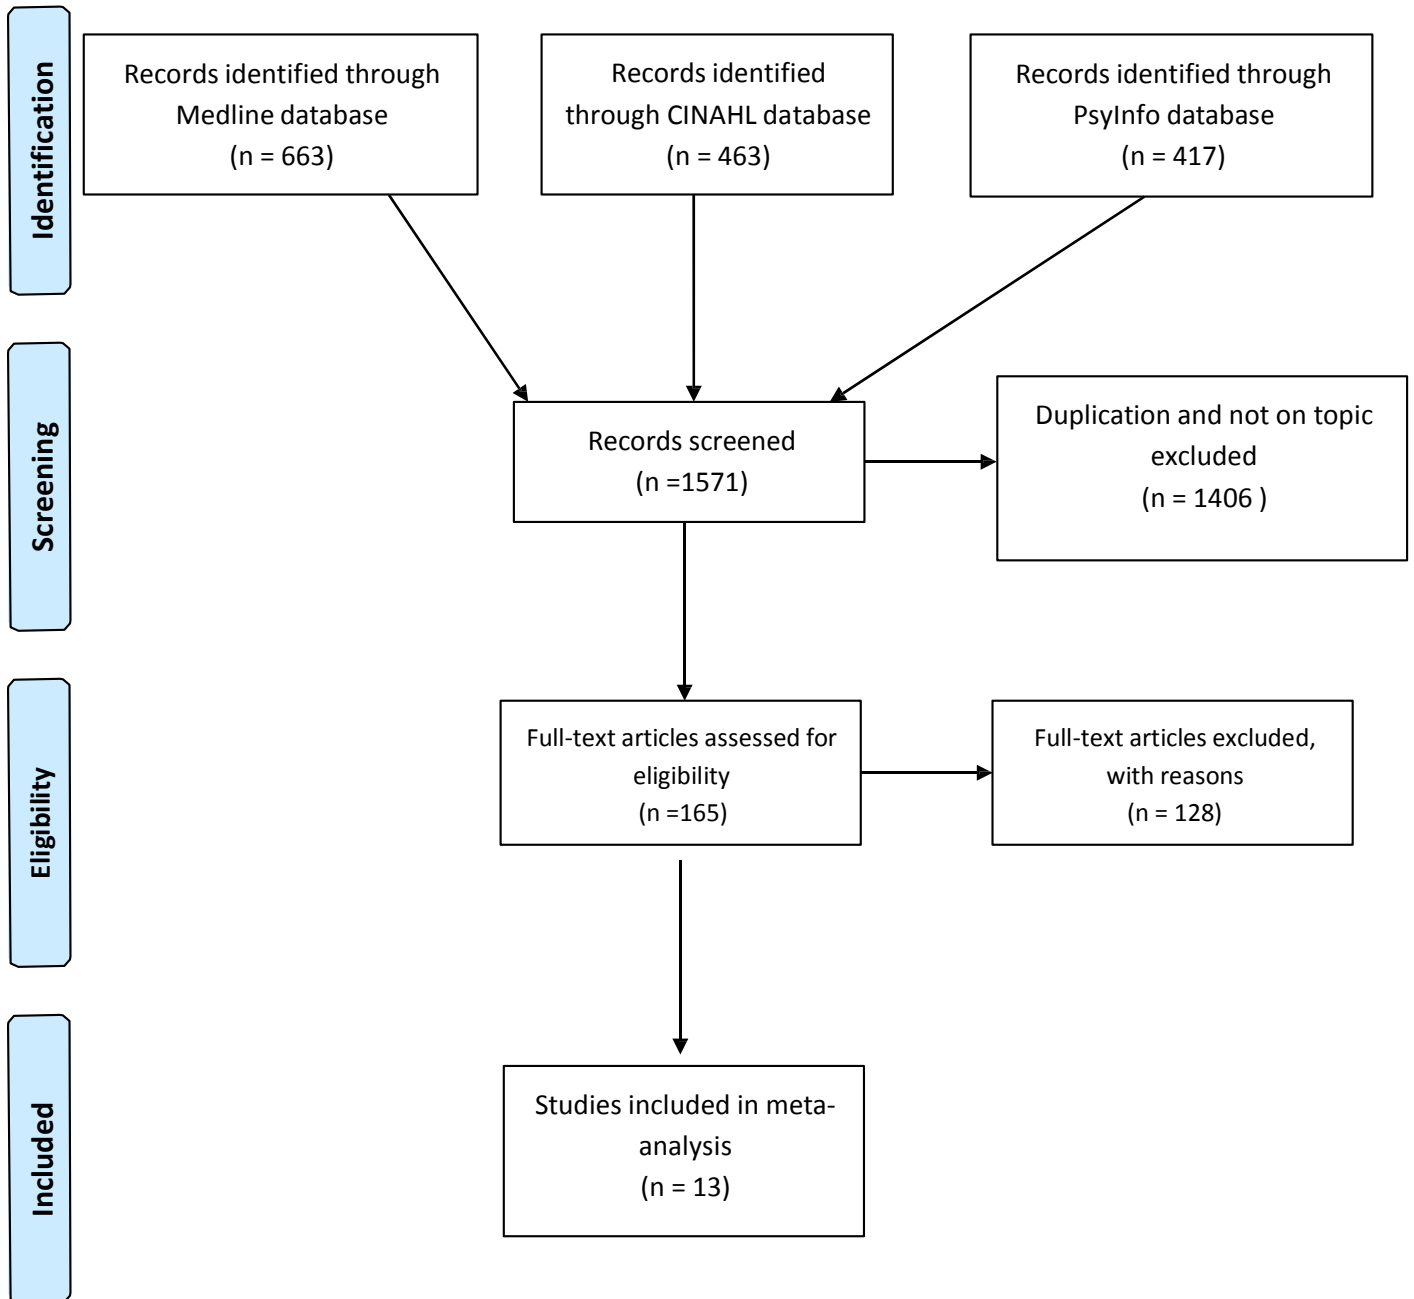 Identification
Records identified through
Medline database
(n = 663)
Records identified
through CINAHL database
(n = 463)
Records identified through
PsyInfo database
(n = 417)
Screening
Records screened
(n =1571)
Duplication and not on topic
excluded
(n = 1406 )
Eligibility
Full-text articles assessed for
eligibility
(n =165)
Full-text articles excluded,
with reasons
(n = 128)
Included
Studies included in meta-
analysis
(n = 13)